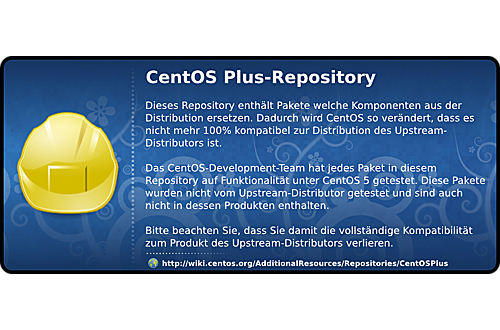 CentOS Plus-Repository
Dieses Repository enthält Pakete welche Komponenten aus der
Distribution ersetzen. Dadurch wird CentOS so verändert, dass es
nicht mehr 100% kompatibel zur Distribution des Upstream-
Distributors ist.
Das CentOS-Development-Team hat jedes Paket in diesem
Repository auf Funktionalität unter CentOS 5 getestet. Diese Pakete
wurden nicht vom Upstream-Distributor getestet und sind auch
nicht in dessen Produkten enthalten.
Bitte beachten Sie, dass Sie damit die vollständige Kompatibilität
zum Produkt des Upstream-Distributors verlieren.
http://wiki.centos.org/AdditionalResources/Repositories/CentOSPlus